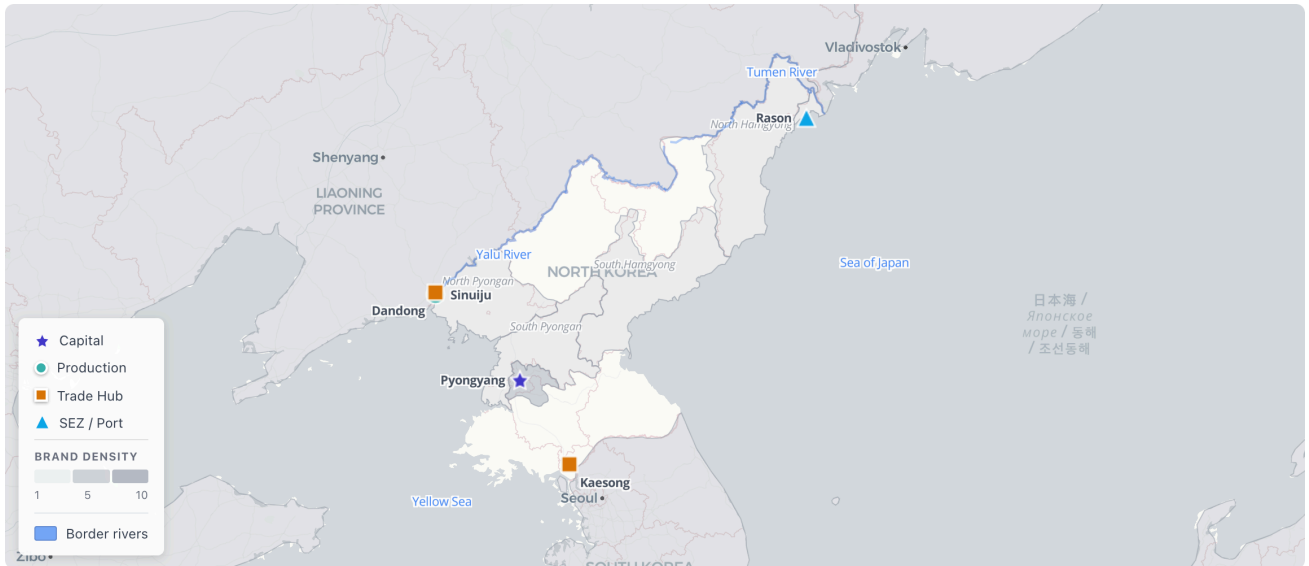 Vladivostok
Tumen River
Rason
North Hamgyong
Shenyang
LIAONING
PROVINCE
Yalu River
South Hamgyong
NORTH KOREA
Sea of Japan
North Pyongan
Sinuiju
Dandong
日本海 /
Японское
море / 동해
/ 조선동해
South Pyongan
Pyongyang
Kaesong
Seoul
Yellow Sea
SOUTH KOREA
Capital
Production
Trade Hub
SEZ / Port
BRAND DENSITY
1 5 10
Border rivers
Zibo